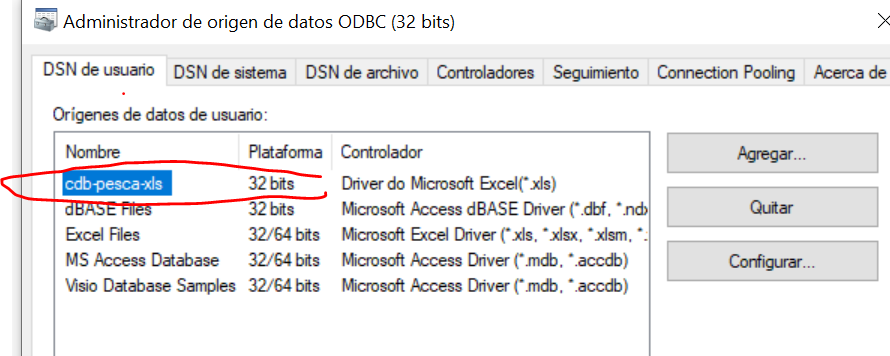 Administrador de origen de datos ODBC (32 bits)
DSN de usuario DSN de sistema DSN de archivo Controladores Seguimiento Connection Pooling Acerca de
Orígenes de datos de usuario:
Nombre Plataforma Controlador
cdb-pesca-xls 32 bits Driver do Microsoft Excel(*.xls)
dBASE Files 32 bits Microsoft Access dBASE Driver (*.dbf, *.ndx
Excel Files 32/64 bits Microsoft Excel Driver (*.xls, *.xlsx, *.xlsm, *.
MS Access Database 32/64 bits Microsoft Access Driver (*.mdb, *.accdb)
Visio Database Samples 32/64 bits Microsoft Access Driver (*.mdb, *.accdb)
Agregar...
Quitar
Configurar...